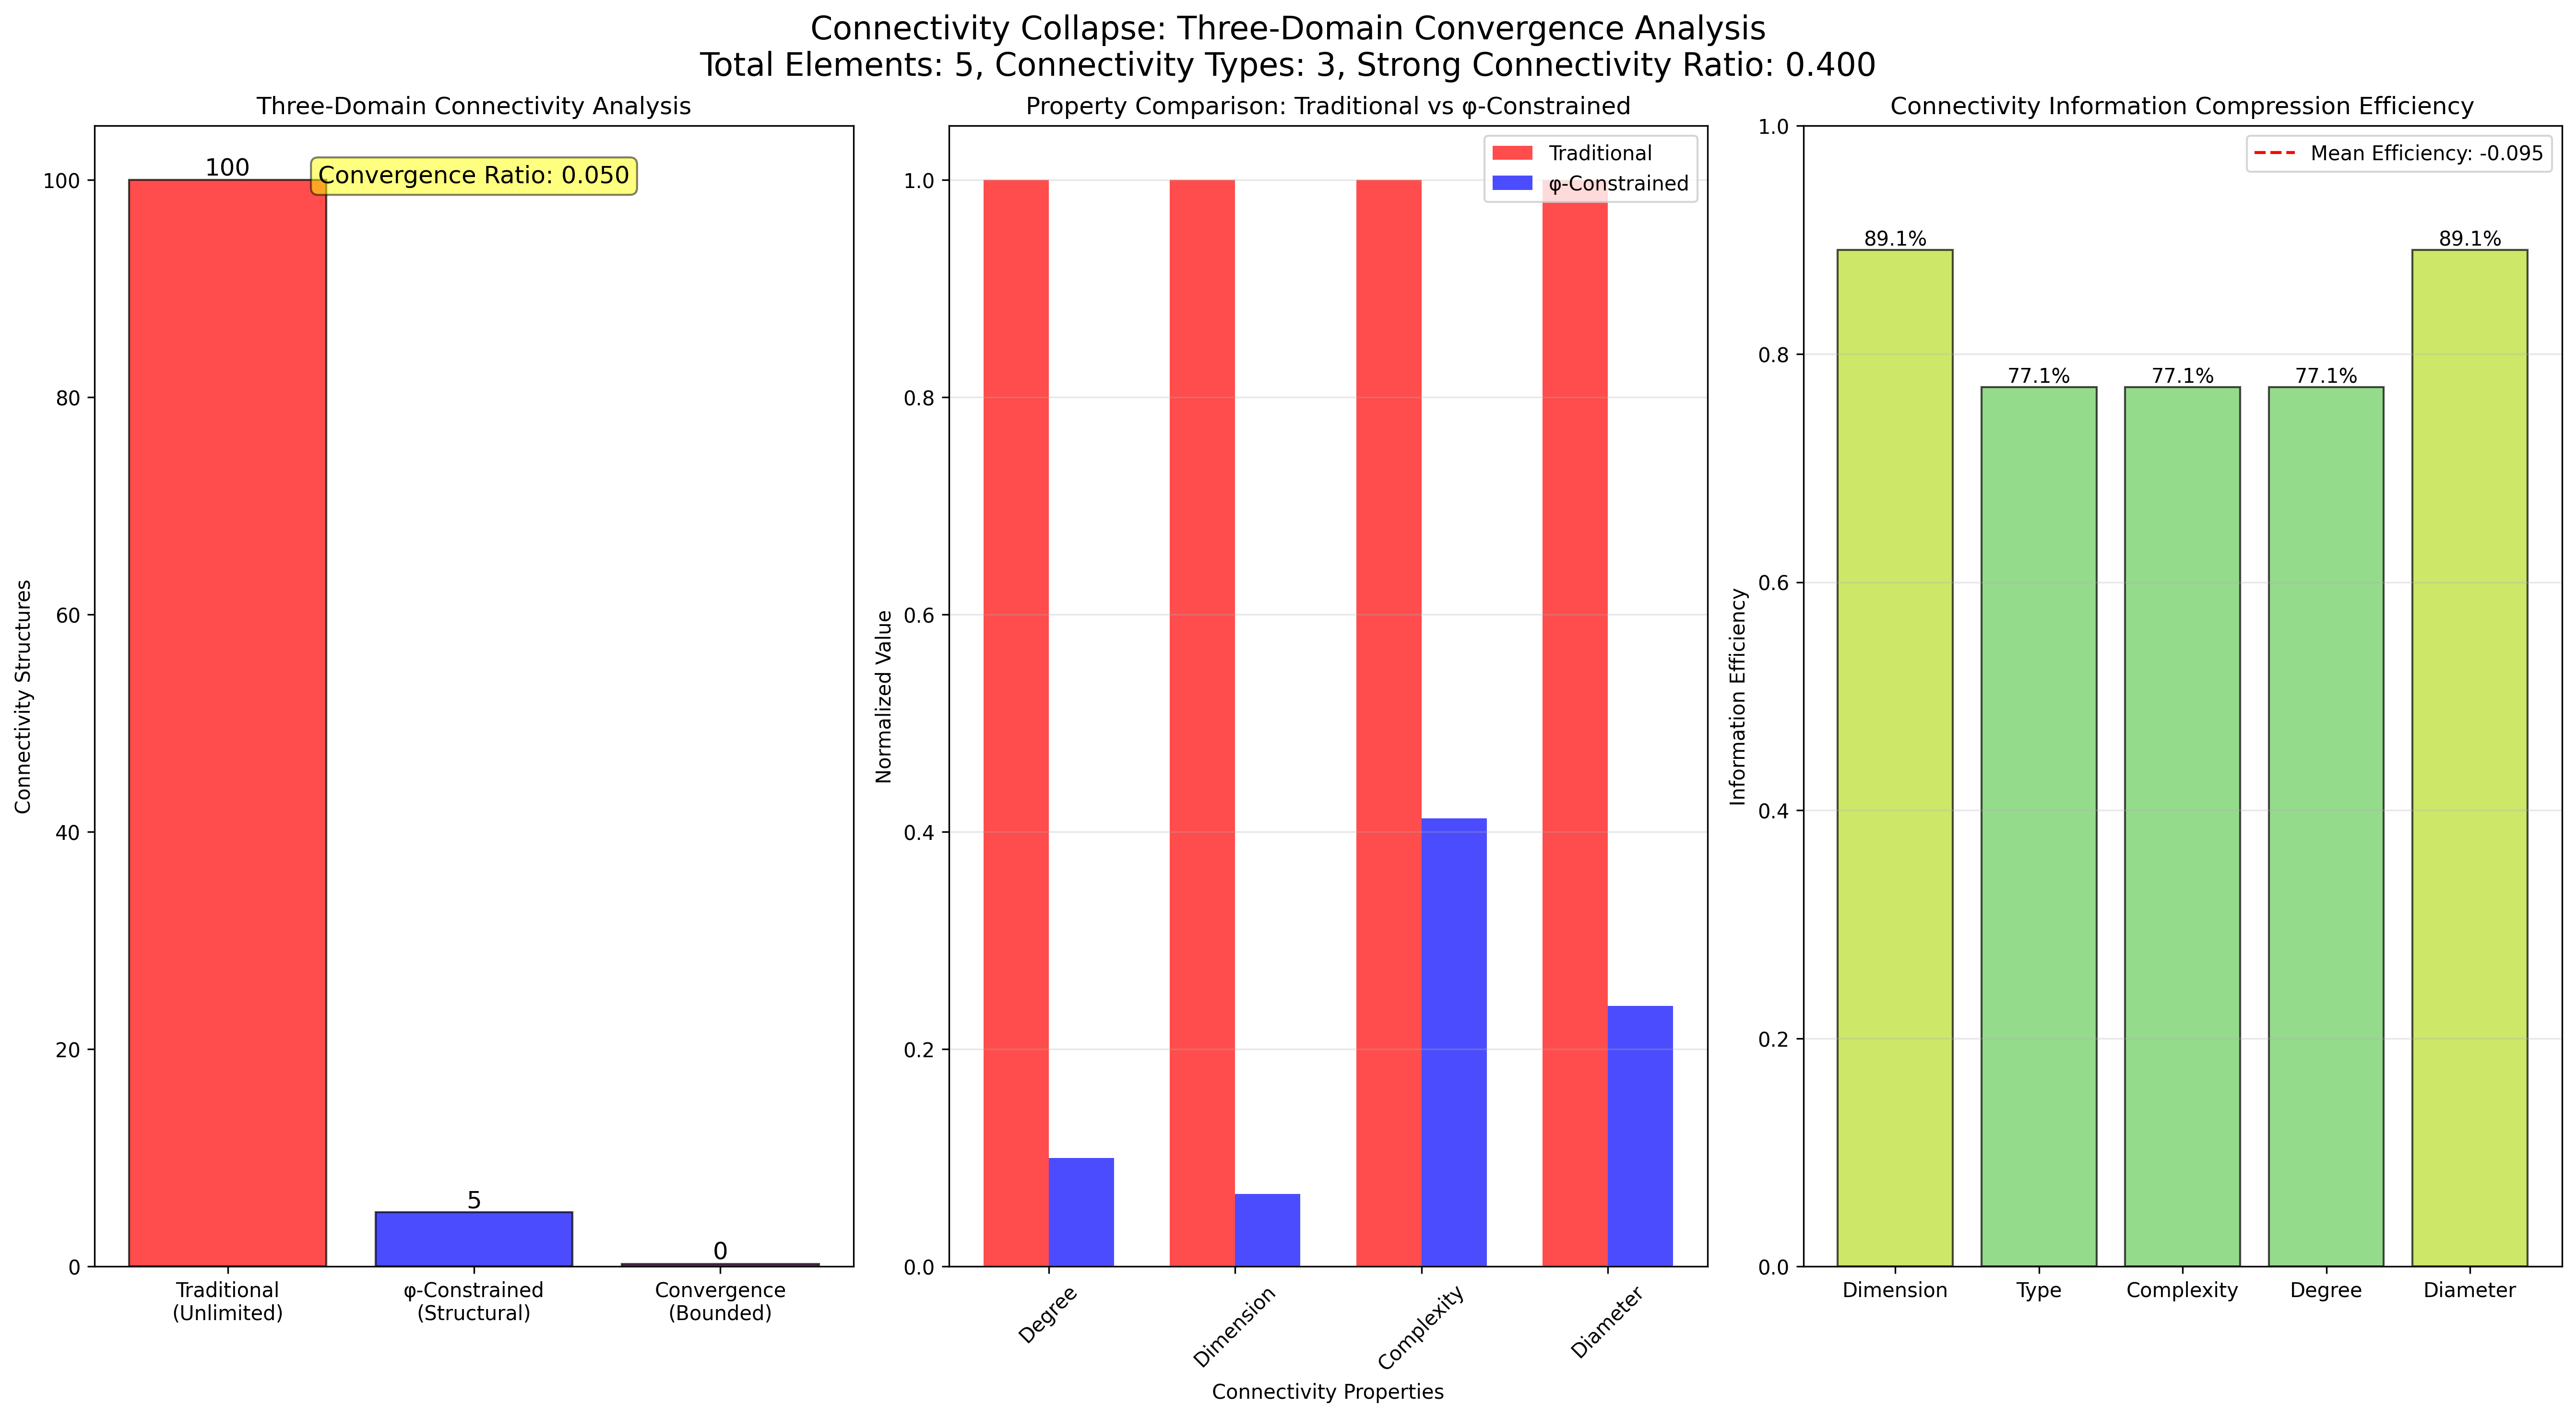 Connectivity Collapse: Three-Domain Convergence Analysis
Total Elements: 5, Connectivity Types: 3, Strong Connectivity Ratio: 0.400
Three-Domain Connectivity Analysis
Connectivity Structures
100
80
60
40
20
0
100
Convergence Ratio: 0.050
5
0
Traditional
(Unlimited)
φ-Constrained
(Structural)
Convergence
(Bounded)
Property Comparison: Traditional vs φ-Constrained
Traditional
φ-Constrained
Normalized Value
1.0
0.8
0.6
0.4
0.2
0.0
Degree
Dimension
Complexity
Diameter
Connectivity Properties
Connectivity Information Compression Efficiency
Mean Efficiency: -0.095
Information Efficiency
1.0
0.8
0.6
0.4
0.2
0.0
89.1%
77.1%
77.1%
77.1%
89.1%
Dimension
Type
Complexity
Degree
Diameter